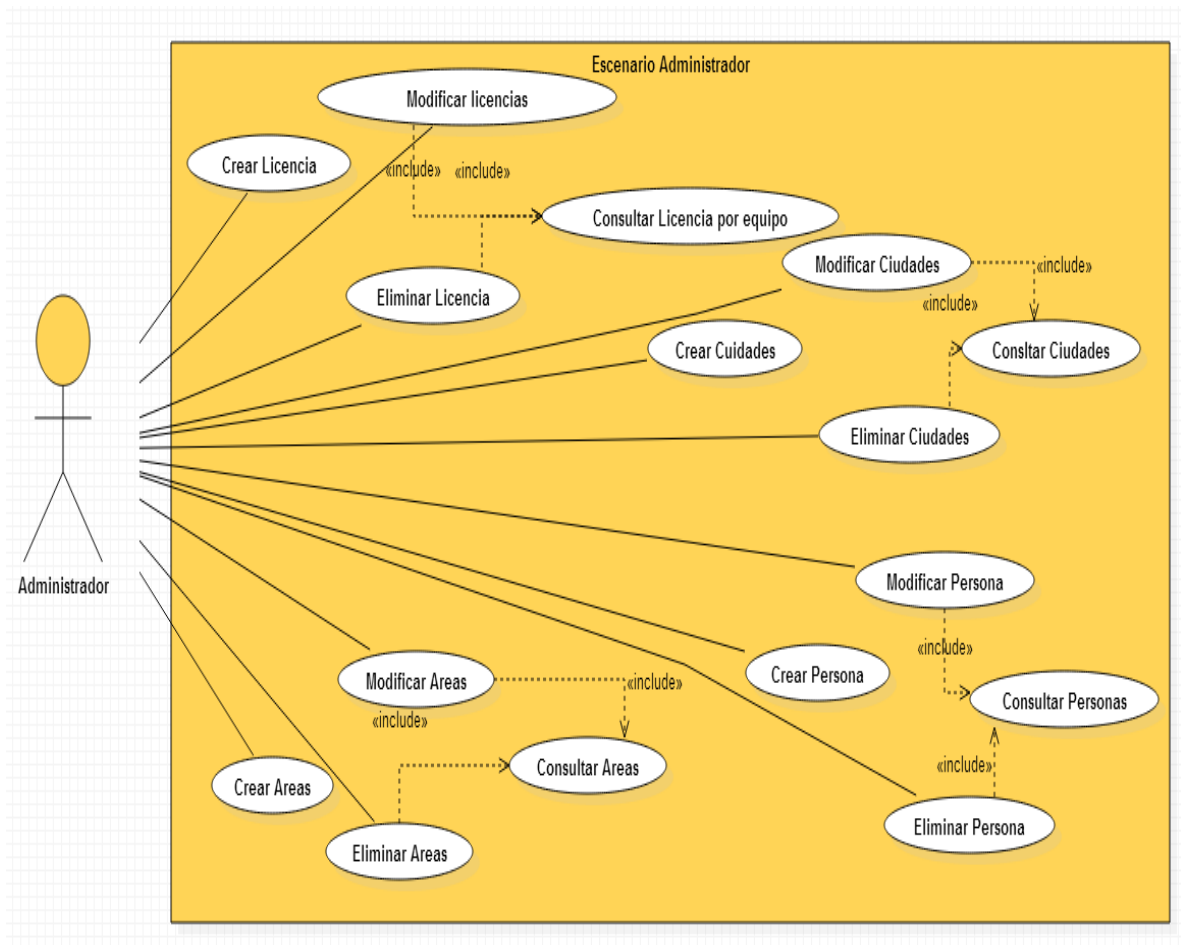 Escenario Administrador
Modificar licencias
Crear Licencia
«include»
«include»
Consultar Licencia por equipo
Modificar Ciudades
«include»
Eliminar Licencia
«include»
Crear Cuidades
Consltar Ciudades
Eliminar Ciudades
Administrador
Modificar Persona
«include»
Crear Persona
Modificar Areas
«include»
Consultar Personas
«include»
Consultar Areas
«include»
Crear Areas
Eliminar Persona
Eliminar Areas